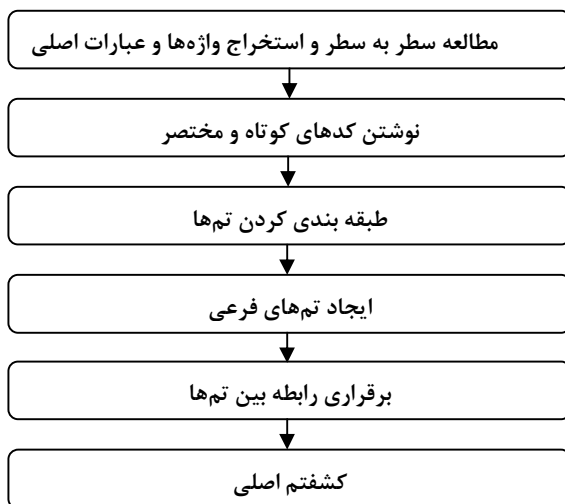 مطالعه سطر به سطر و استخراج واژه‌ها و عبارات اصلی
نوشتن کدهای کوتاه و مختصر
طبقه بندی کردن تم‌ها
ایجاد تم‌های فرعی
برقراری رابطه بین تم‌ها
کشفتم اصلی